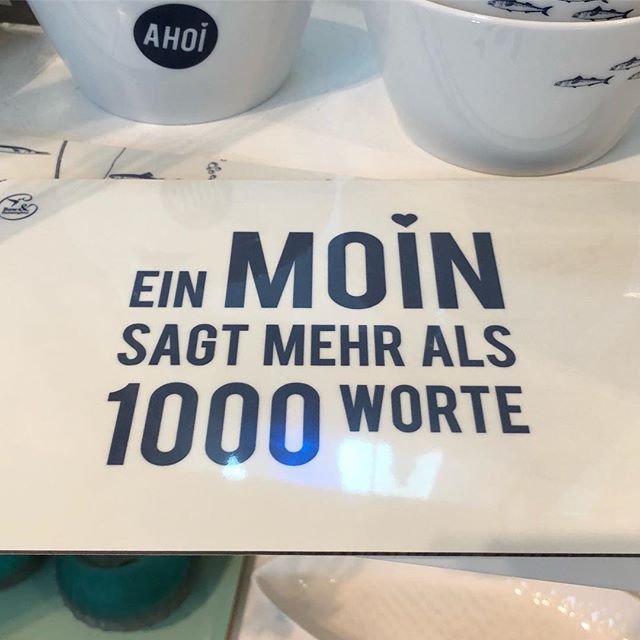 AHOI
EIN MOIN
SAGT MEHR ALS
1000 WORTE